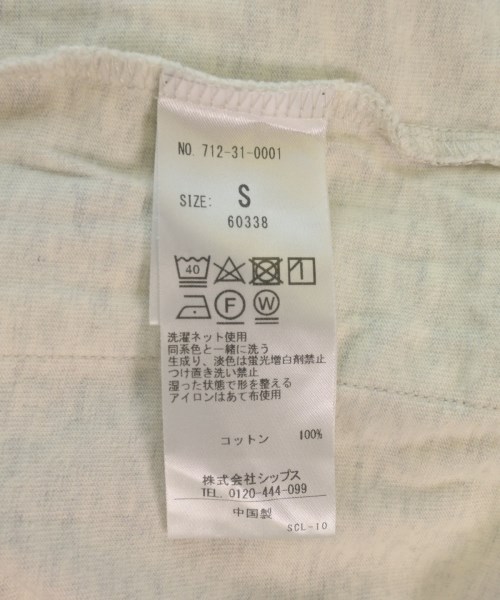 NO. 712-31-0001
SIZE: S
60338
40
F W
洗濯ネット使用
同系色と一緒に洗う
生成り、淡色は蛍光増白剤禁止
つけ置き洗い禁止
湿った状態で形を整える
アイロンはあて布使用
コットン 100%
株式会社シップス
TEL. 0120-444-099
中国製
SCL-10